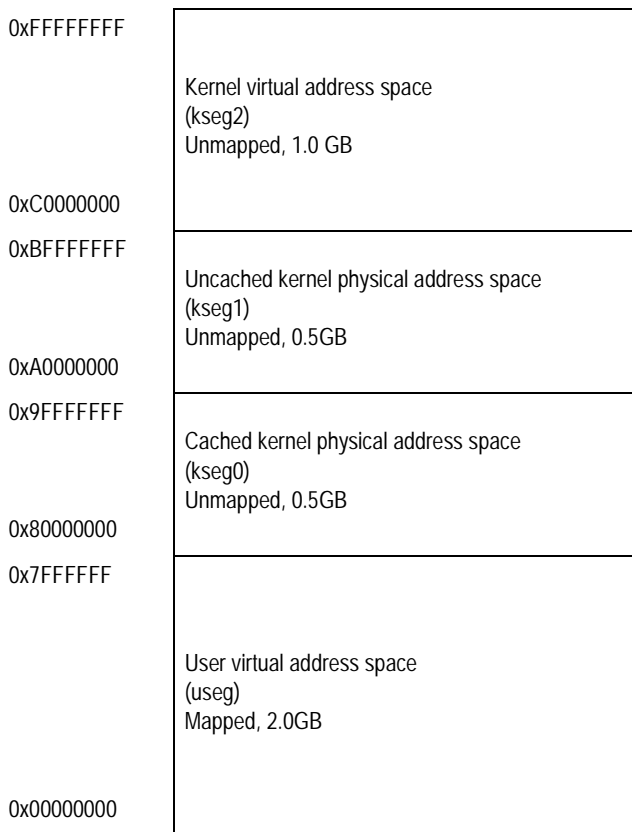 0xFFFFFFFF
Kernel virtual address space
(kseg2)
Unmapped, 1.0 GB
0xC0000000
0xBFFFFFFF
Uncached kernel physical address space
(kseg1)
Unmapped, 0.5GB
0xA0000000
0x9FFFFFFF
Cached kernel physical address space
(kseg0)
Unmapped, 0.5GB
0x80000000
0x7FFFFFF
User virtual address space
(useg)
Mapped, 2.0GB
0x00000000